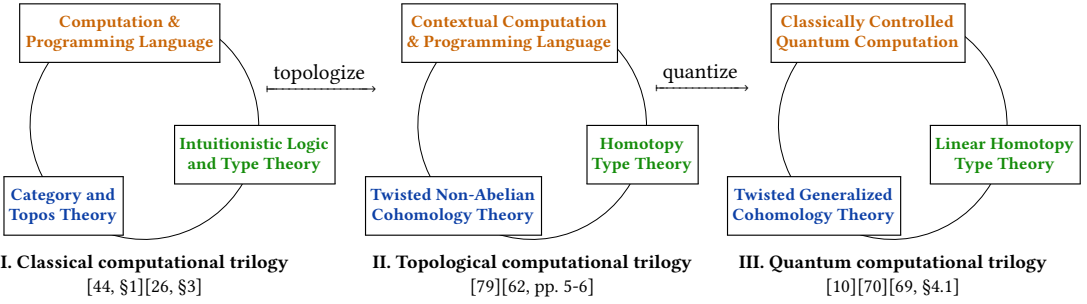 Computation &
Programming Language
Intuitionistic Logic
and Type Theory
Category and
Topos Theory
I. Classical computational trilogy
[44, §1][26, §3]
topologize
Contextual Computation
& Programming Language
Homotopy
Type Theory
Twisted Non-Abelian
Cohomology Theory
II. Topological computational trilogy
[79][62, pp. 5-6]
quantize
Classically Controlled
Quantum Computation
Linear Homotopy
Type Theory
Twisted Generalized
Cohomology Theory
III. Quantum computational trilogy
[10][70][69, §4.1]